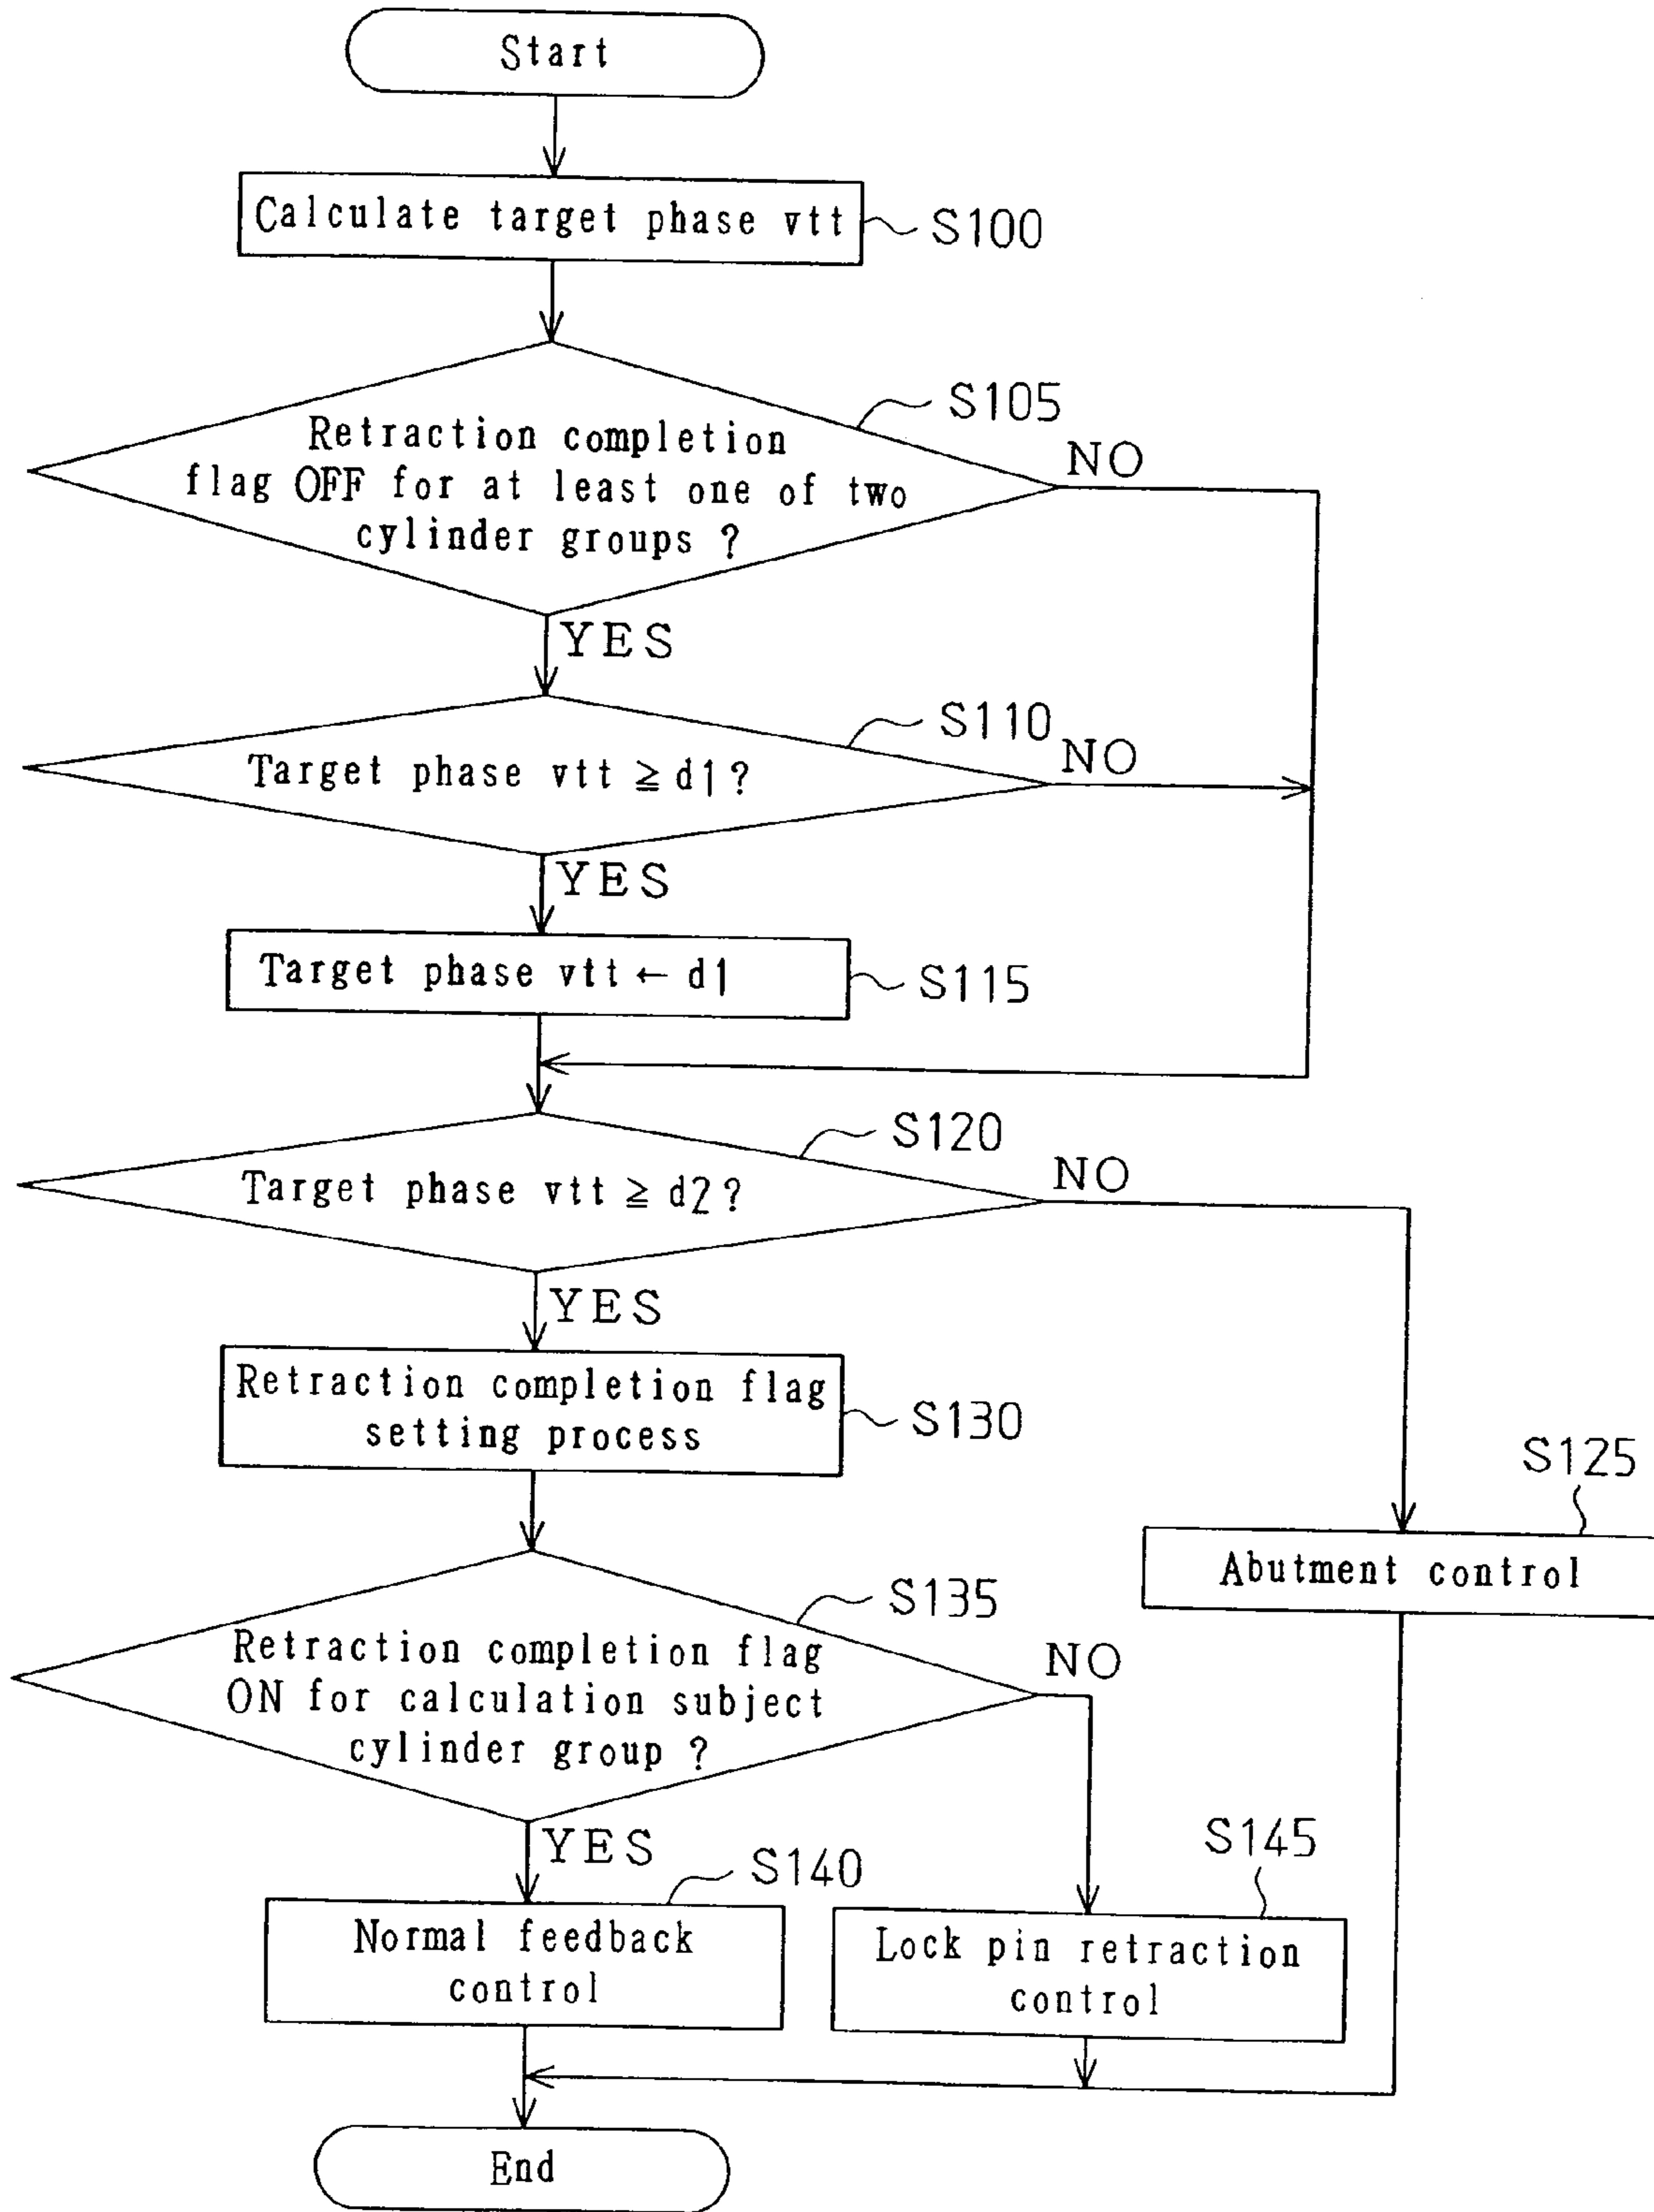 Start
Calculate target phase vtt
S100
S105
Retraction completion
flag OFF for at least one of two
cylinder groups ?
NO
YES
S110
Target phase vtt ≧ d1?
NO
YES
Target phase vtt ← d1
S115
S120
Target phase vtt ≧ d2?
NO
YES
Retraction completion flag
setting process
S130
S125
Abutment control
S135
Retraction completion flag
ON for calculation subject
cylinder group ?
NO
YES
S140
Normal feedback
control
S145
Lock pin retraction
control
End